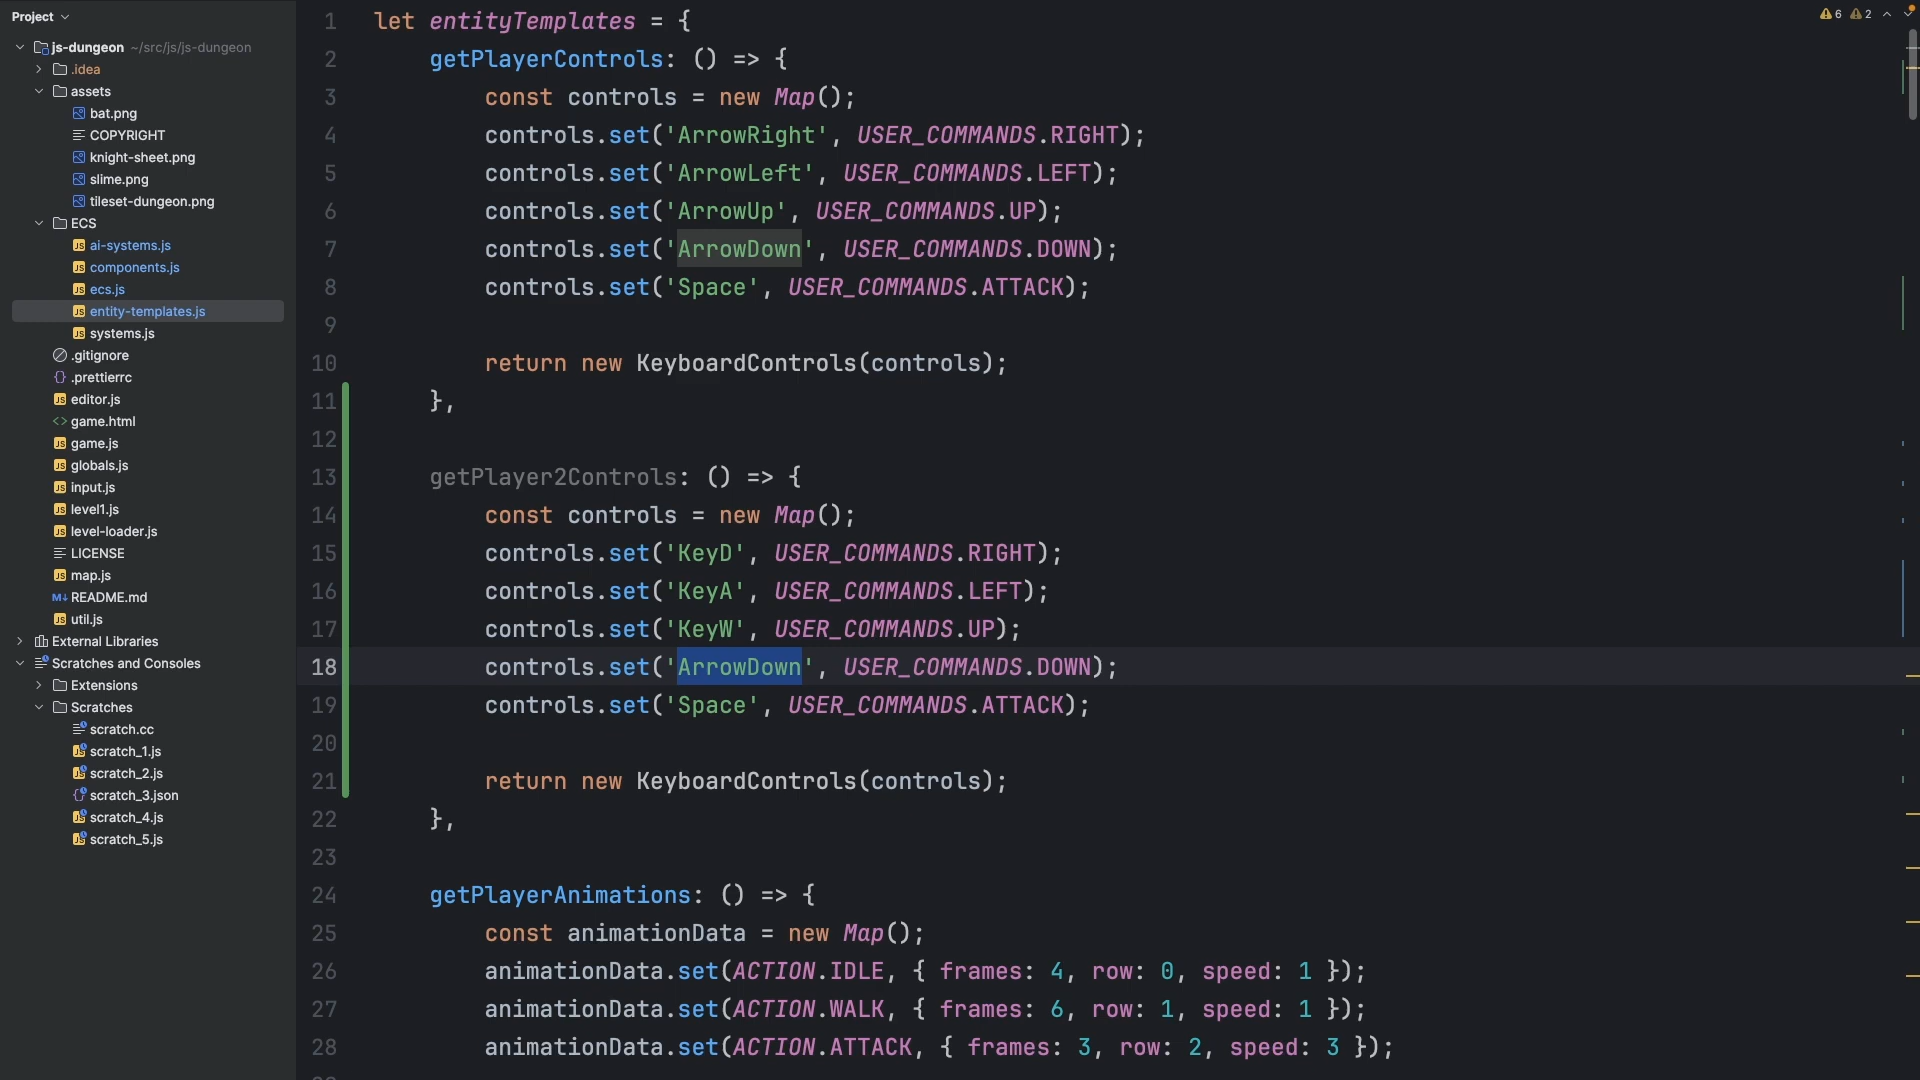 Project
js-dungeon ~/src/js/js-dungeon
.idea
assets
bat.png
COPYRIGHT
knight-sheet.png
slime.png
tileset-dungeon.png
ECS
ai-systems.js
components.js
ecs.js
entity-templates.js
systems.js
.gitignore
.prettierrc
editor.js
game.html
game.js
globals.js
input.js
level1.js
level-loader.js
LICENSE
map.js
README.md
util.js
External Libraries
Scratches and Consoles
Extensions
Scratches
scratch.cc
scratch_1.js
scratch_2.js
scratch_3.json
scratch_4.js
scratch_5.js
6 2
1 let entityTemplates = {
2 getPlayerControls: () => {
3 const controls = new Map();
4 controls.set('ArrowRight', USER_COMMANDS.RIGHT);
5 controls.set('ArrowLeft', USER_COMMANDS.LEFT);
6 controls.set('ArrowUp', USER_COMMANDS.UP);
7 controls.set('ArrowDown', USER_COMMANDS.DOWN);
8 controls.set('Space', USER_COMMANDS.ATTACK);
9
10 return new KeyboardControls(controls);
11 },
12
13 getPlayer2Controls: () => {
14 const controls = new Map();
15 controls.set('KeyD', USER_COMMANDS.RIGHT);
16 controls.set('KeyA', USER_COMMANDS.LEFT);
17 controls.set('KeyW', USER_COMMANDS.UP);
18 controls.set('ArrowDown', USER_COMMANDS.DOWN);
19 controls.set('Space', USER_COMMANDS.ATTACK);
20
21 return new KeyboardControls(controls);
22 },
23
24 getPlayerAnimations: () => {
25 const animationData = new Map();
26 animationData.set(ACTION.IDLE, { frames: 4, row: 0, speed: 1 });
27 animationData.set(ACTION.WALK, { frames: 6, row: 1, speed: 1 });
28 animationData.set(ACTION.ATTACK, { frames: 3, row: 2, speed: 3 });